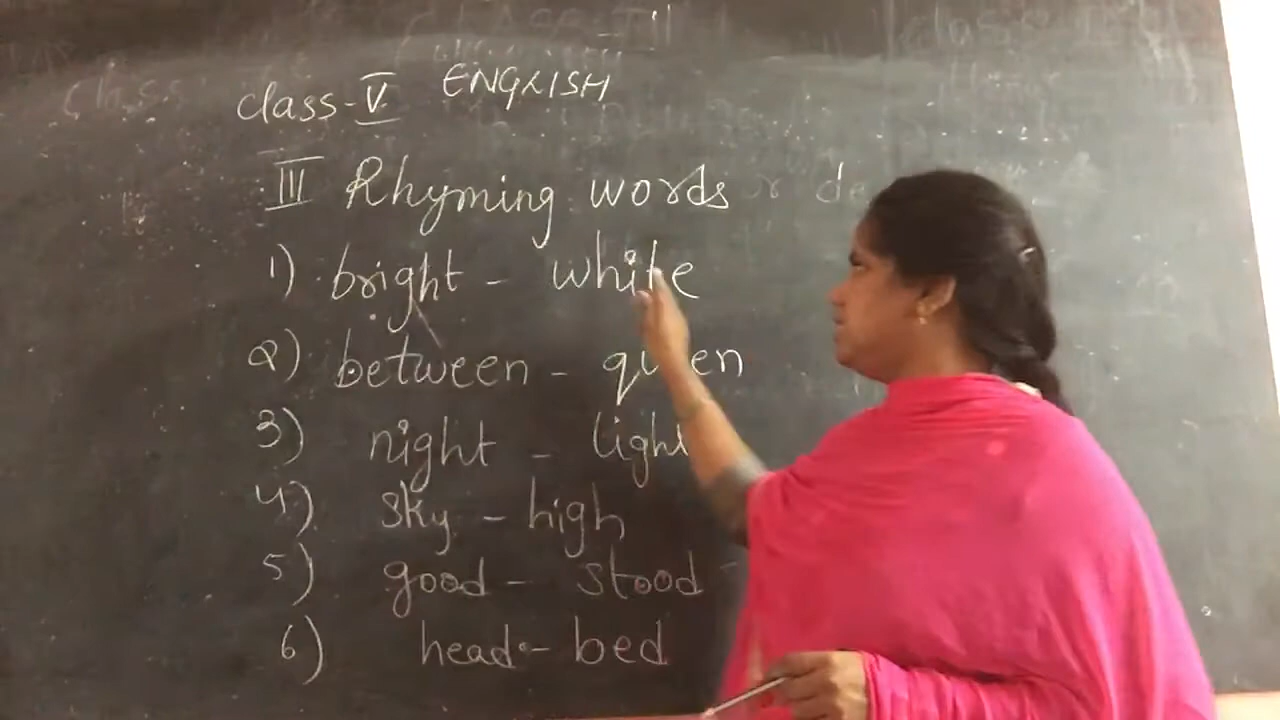 class-V ENGLISH
III Rhyming words
1) bright - white
2) between - queen
3) night - light
4) sky - high
5) good - stood -
6) head - bed